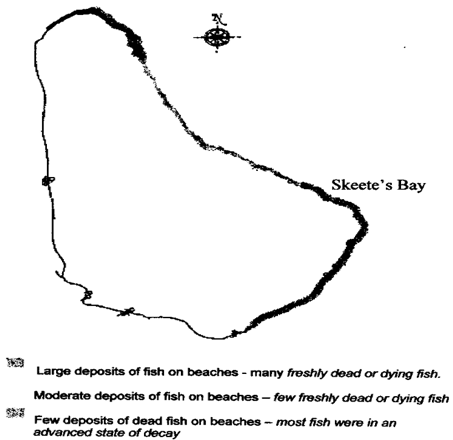 N
Skeete's Bay
Large deposits of fish on beaches - many freshly dead or dying fish.
Moderate deposits of fish on beaches – few freshly dead or dying fish
Few deposits of dead fish on beaches – most fish were in an
advanced state of decay